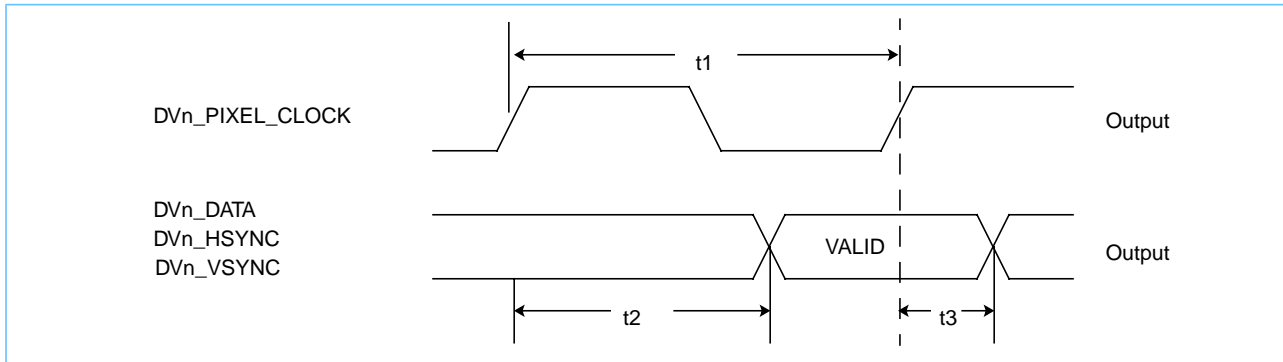 t1
DVn_PIXEL_CLOCK
Output
DVn_DATA
DVn_HSYNC
DVn_VSYNC
VALID
Output
t2
t3